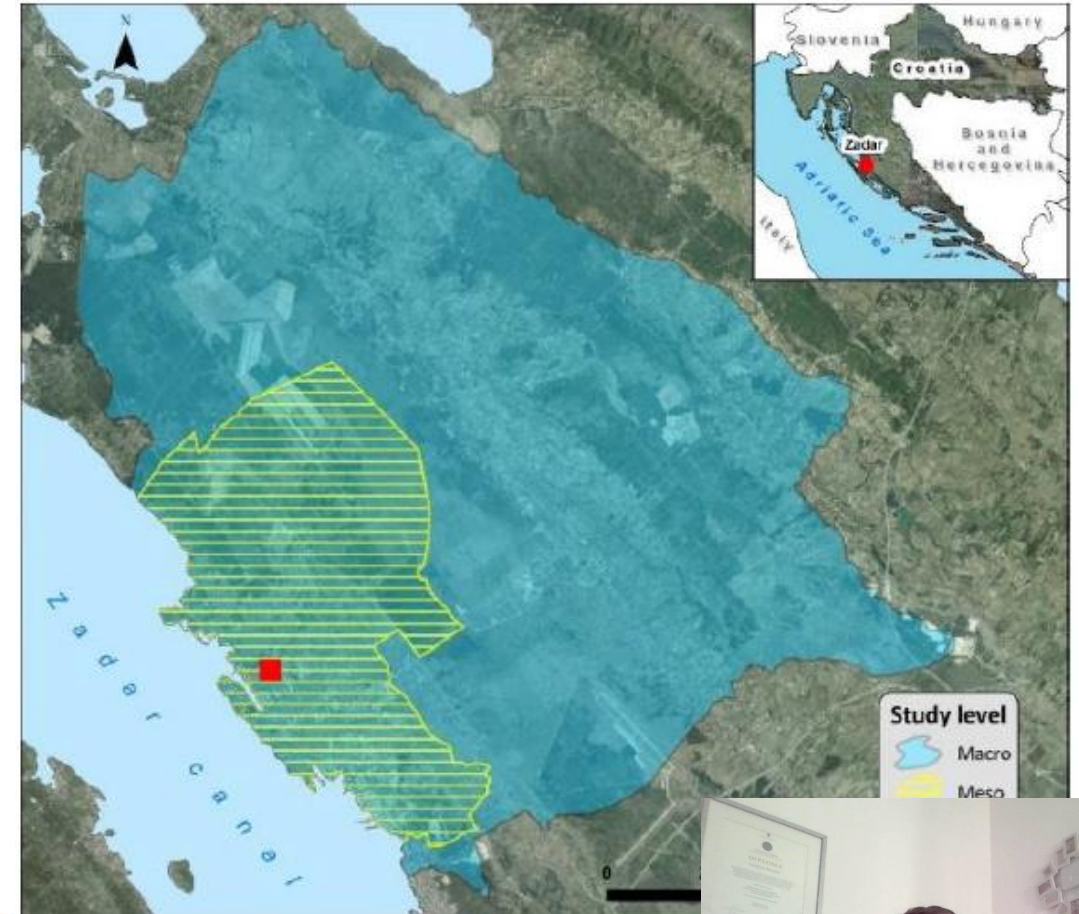 N
Hungary
Slovenia
Croatia
Bosnia
and
Hercegovina
Zadar
Adriatic Sea
Italy
Zadar canal
Study level
Macro
Meso
0